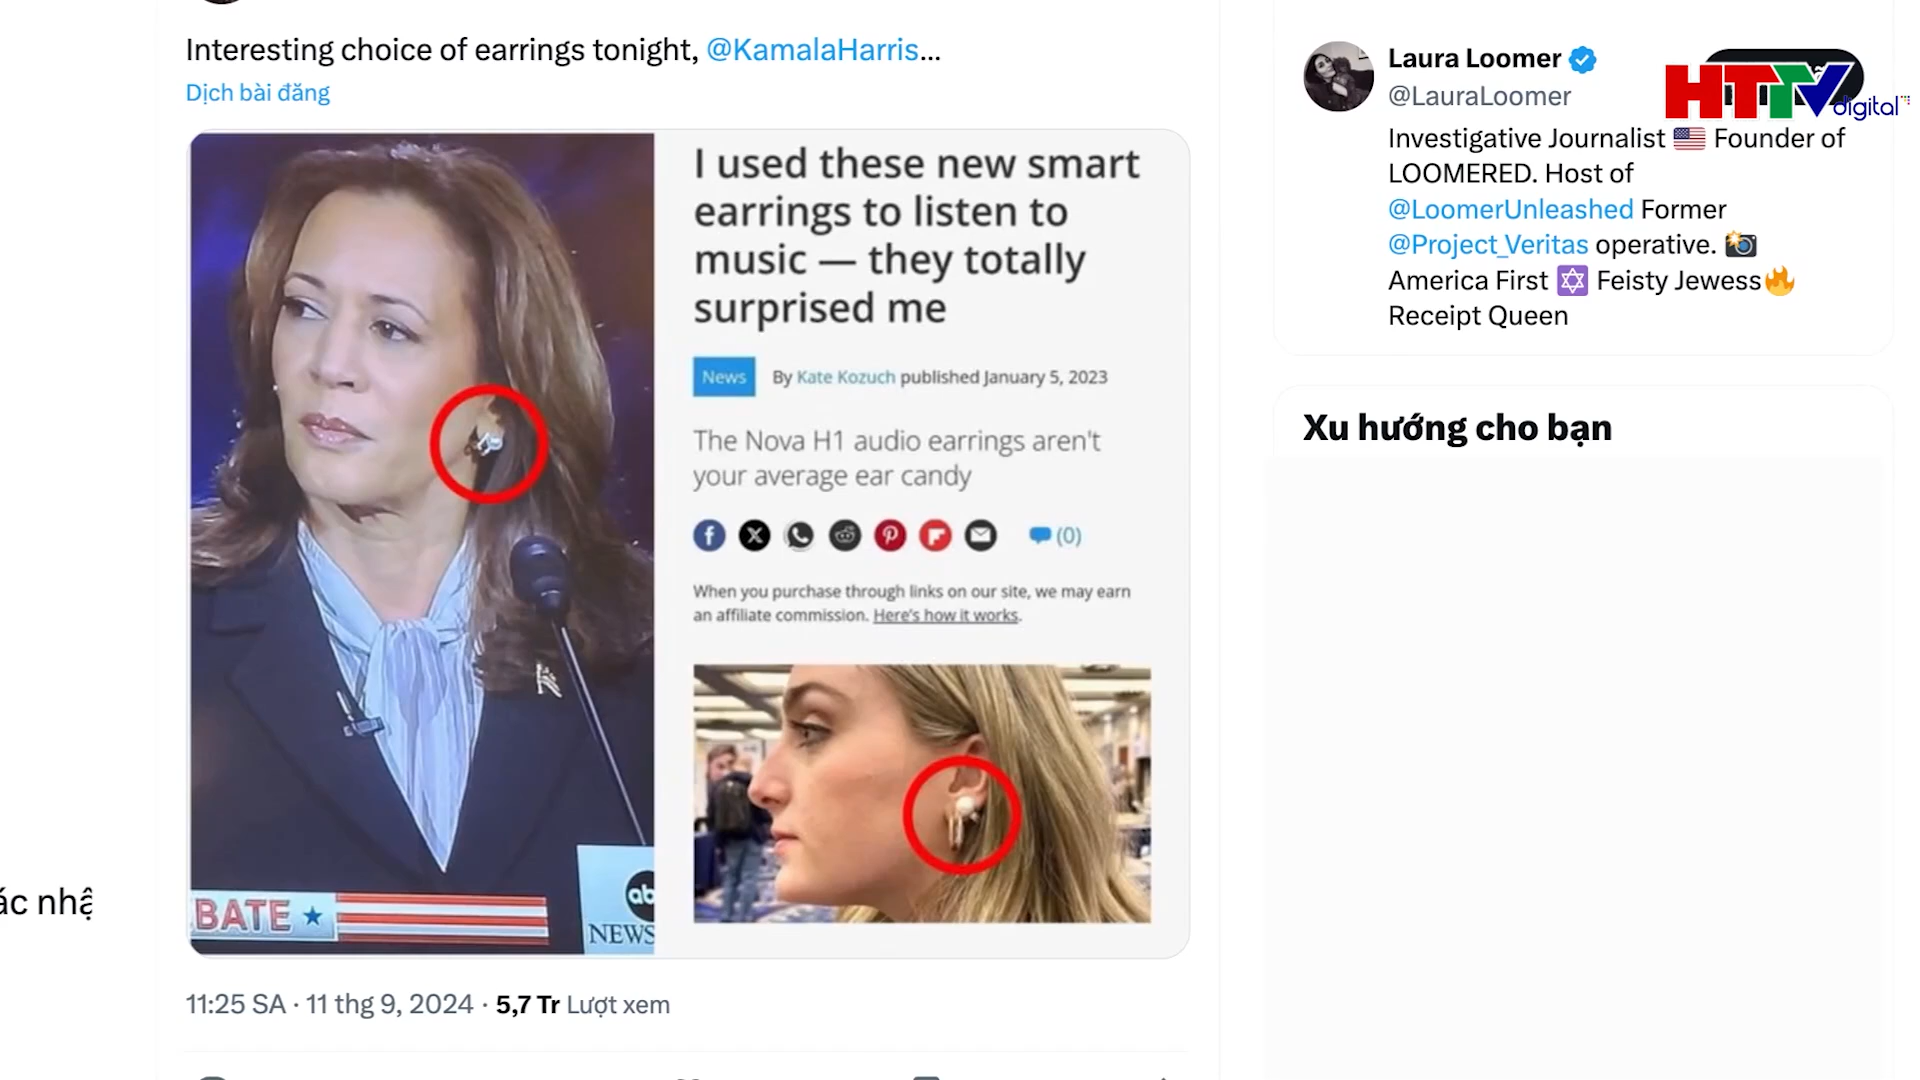 Interesting choice of earrings tonight, @KamalaHarris...
Dịch bài đăng
I used these new smart
earrings to listen to
music — they totally
surprised me
News
By Kate Kozuch published January 5, 2023
The Nova H1 audio earrings aren't
your average ear candy
(0)
When you purchase through links on our site, we may earn
an affiliate commission. Here's how it works.
BATE
abc
NEWS
11:25 SA · 11 thg 9, 2024 · 5,7 Tr Lượt xem
Laura Loomer
@LauraLoomer
HTTV digital
Investigative Journalist 🇺🇸 Founder of
LOOMERED. Host of
@LoomerUnleashed Former
@Project_Veritas operative. 📸
America First 🔯 Feisty Jewess🔥
Receipt Queen
Xu hướng cho bạn